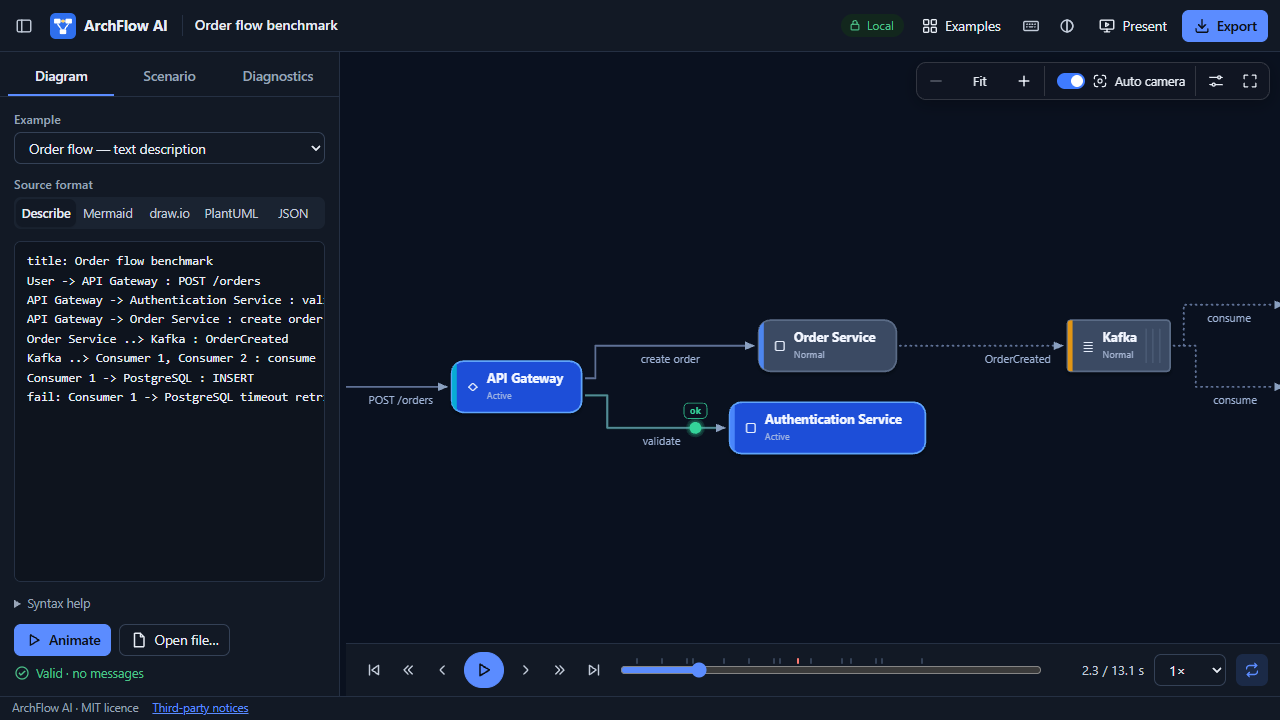 ArchFlow AI
Order flow benchmark
Local
Examples
Present
Export
Diagram
Scenario
Diagnostics
Example
Order flow — text description
Source format
Describe
Mermaid
draw.io
PlantUML
JSON
title: Order flow benchmark
User -> API Gateway : POST /orders
API Gateway -> Authentication Service : val
API Gateway -> Order Service : create order
Order Service ..> Kafka : OrderCreated
Kafka ..> Consumer 1, Consumer 2 : consume
Consumer 1 -> PostgreSQL : INSERT
fail: Consumer 1 -> PostgreSQL timeout retr
Syntax help
Animate
Open file...
Valid · no messages
Fit
Auto camera
POST /orders
API Gateway
Active
create order
Order Service
Normal
OrderCreated
Kafka
Normal
consume
consume
ok
validate
Authentication Service
Active
2.3 / 13.1 s
1×
ArchFlow AI · MIT licence
Third-party notices